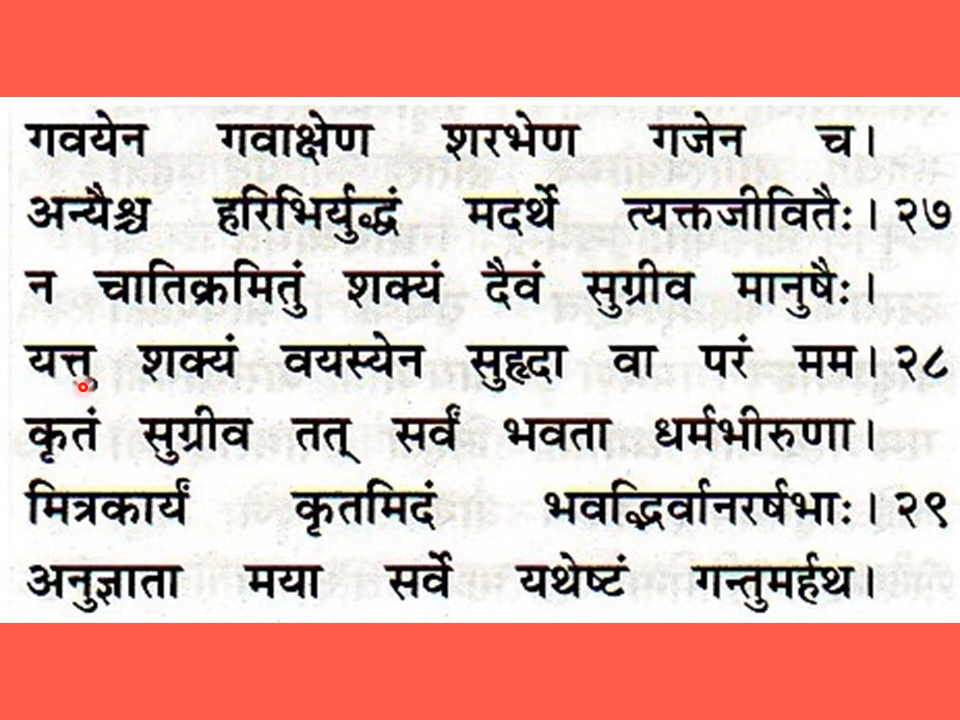 गवयेन गवाक्षेण शरभेण गजेन च।
अन्यैश्च हरिभिर्युद्धं मदर्थे त्यक्तजीवितैः। २७
न चातिक्रमितुं शक्यं दैवं सुग्रीव मानुषैः।
यत्तु शक्यं वयस्येन सुहृदा वा परं मम। २८
कृतं सुग्रीव तत् सर्वं भवता धर्मभीरुणा।
मित्रकार्यं कृतमिदं भवद्भिर्वानरर्षभाः। २९
अनुज्ञाता मया सर्वे यथेष्टं गन्तुमर्हथ।